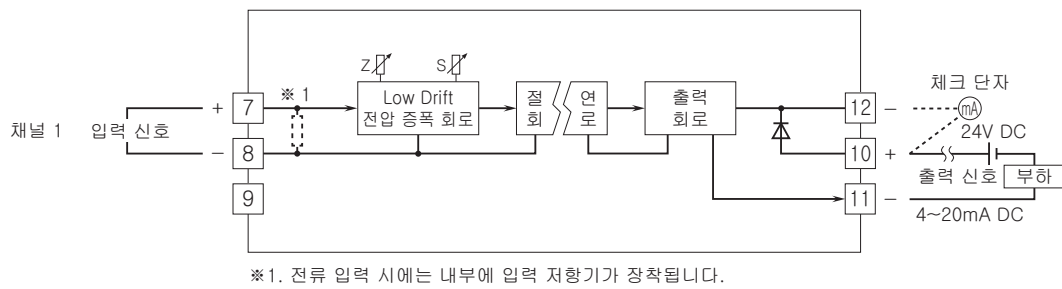 채널 1
입력 신호
+
7
※ 1
Z
S
Low Drift
전압 증폭 회로
절 연
회 로
출력
회로
12
−
체크 단자
mA
24V DC
−
8
10
+
출력 신호
부하
9
11
−
4~20mA DC
※1. 전류 입력 시에는 내부에 입력 저항기가 장착됩니다.